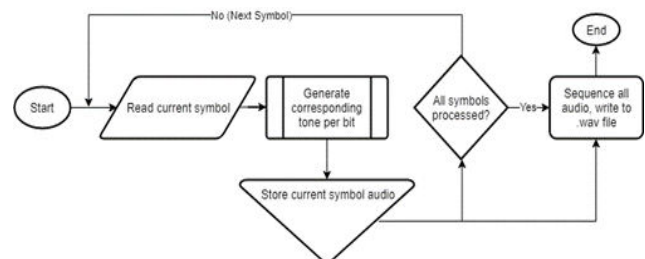 No (Next Symbol)
Start
Read current symbol
Generate
corresponding
tone per bit
All symbols
processed?
Yes
Sequence all
audio, write to
.wav file
End
Store current symbol audio